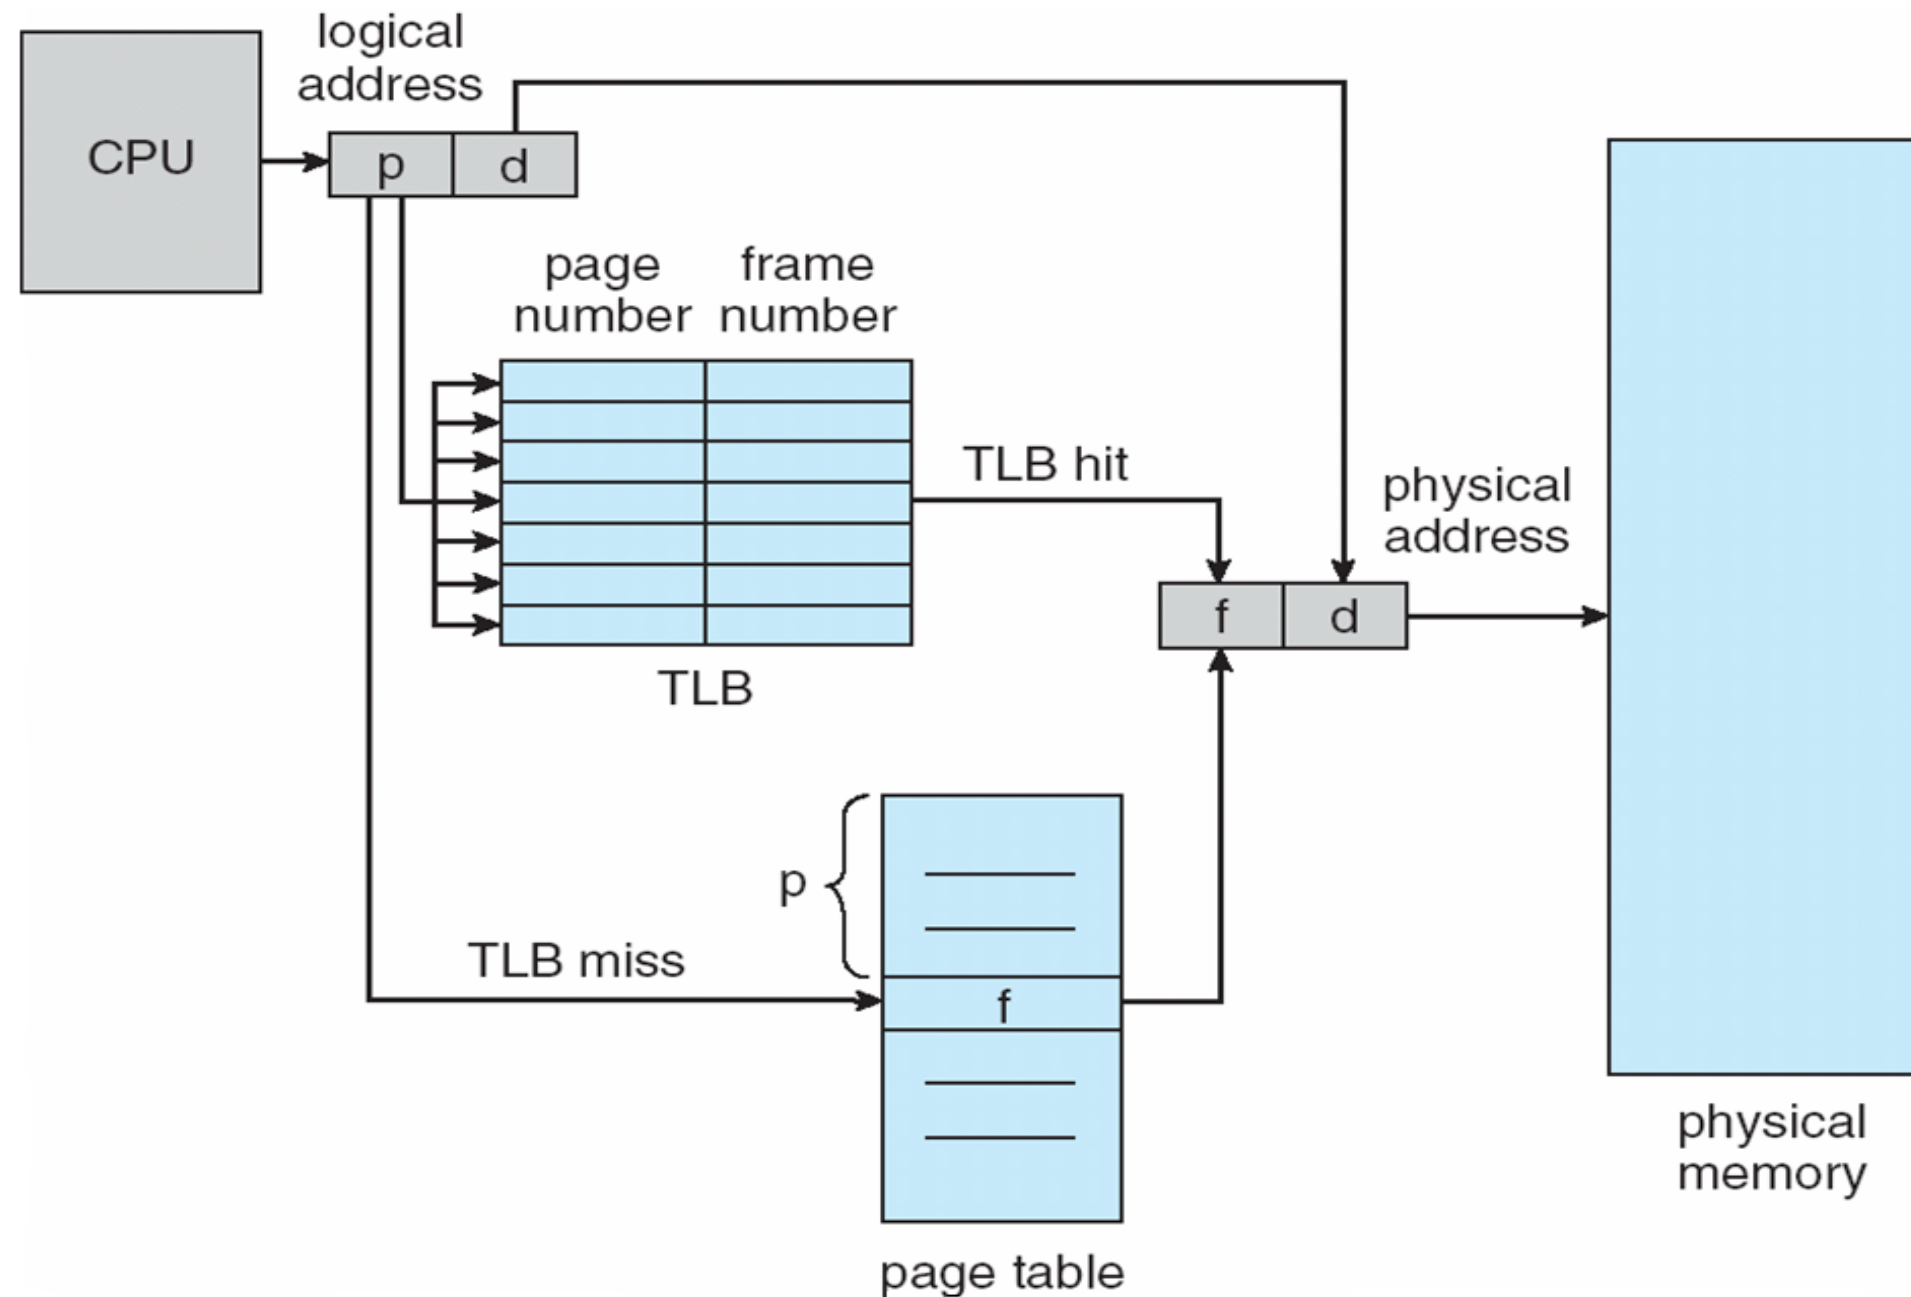 logical
address
CPU
p
d
page
number
frame
number
TLB hit
physical
address
f
d
TLB
p
TLB miss
f
physical
memory
page table